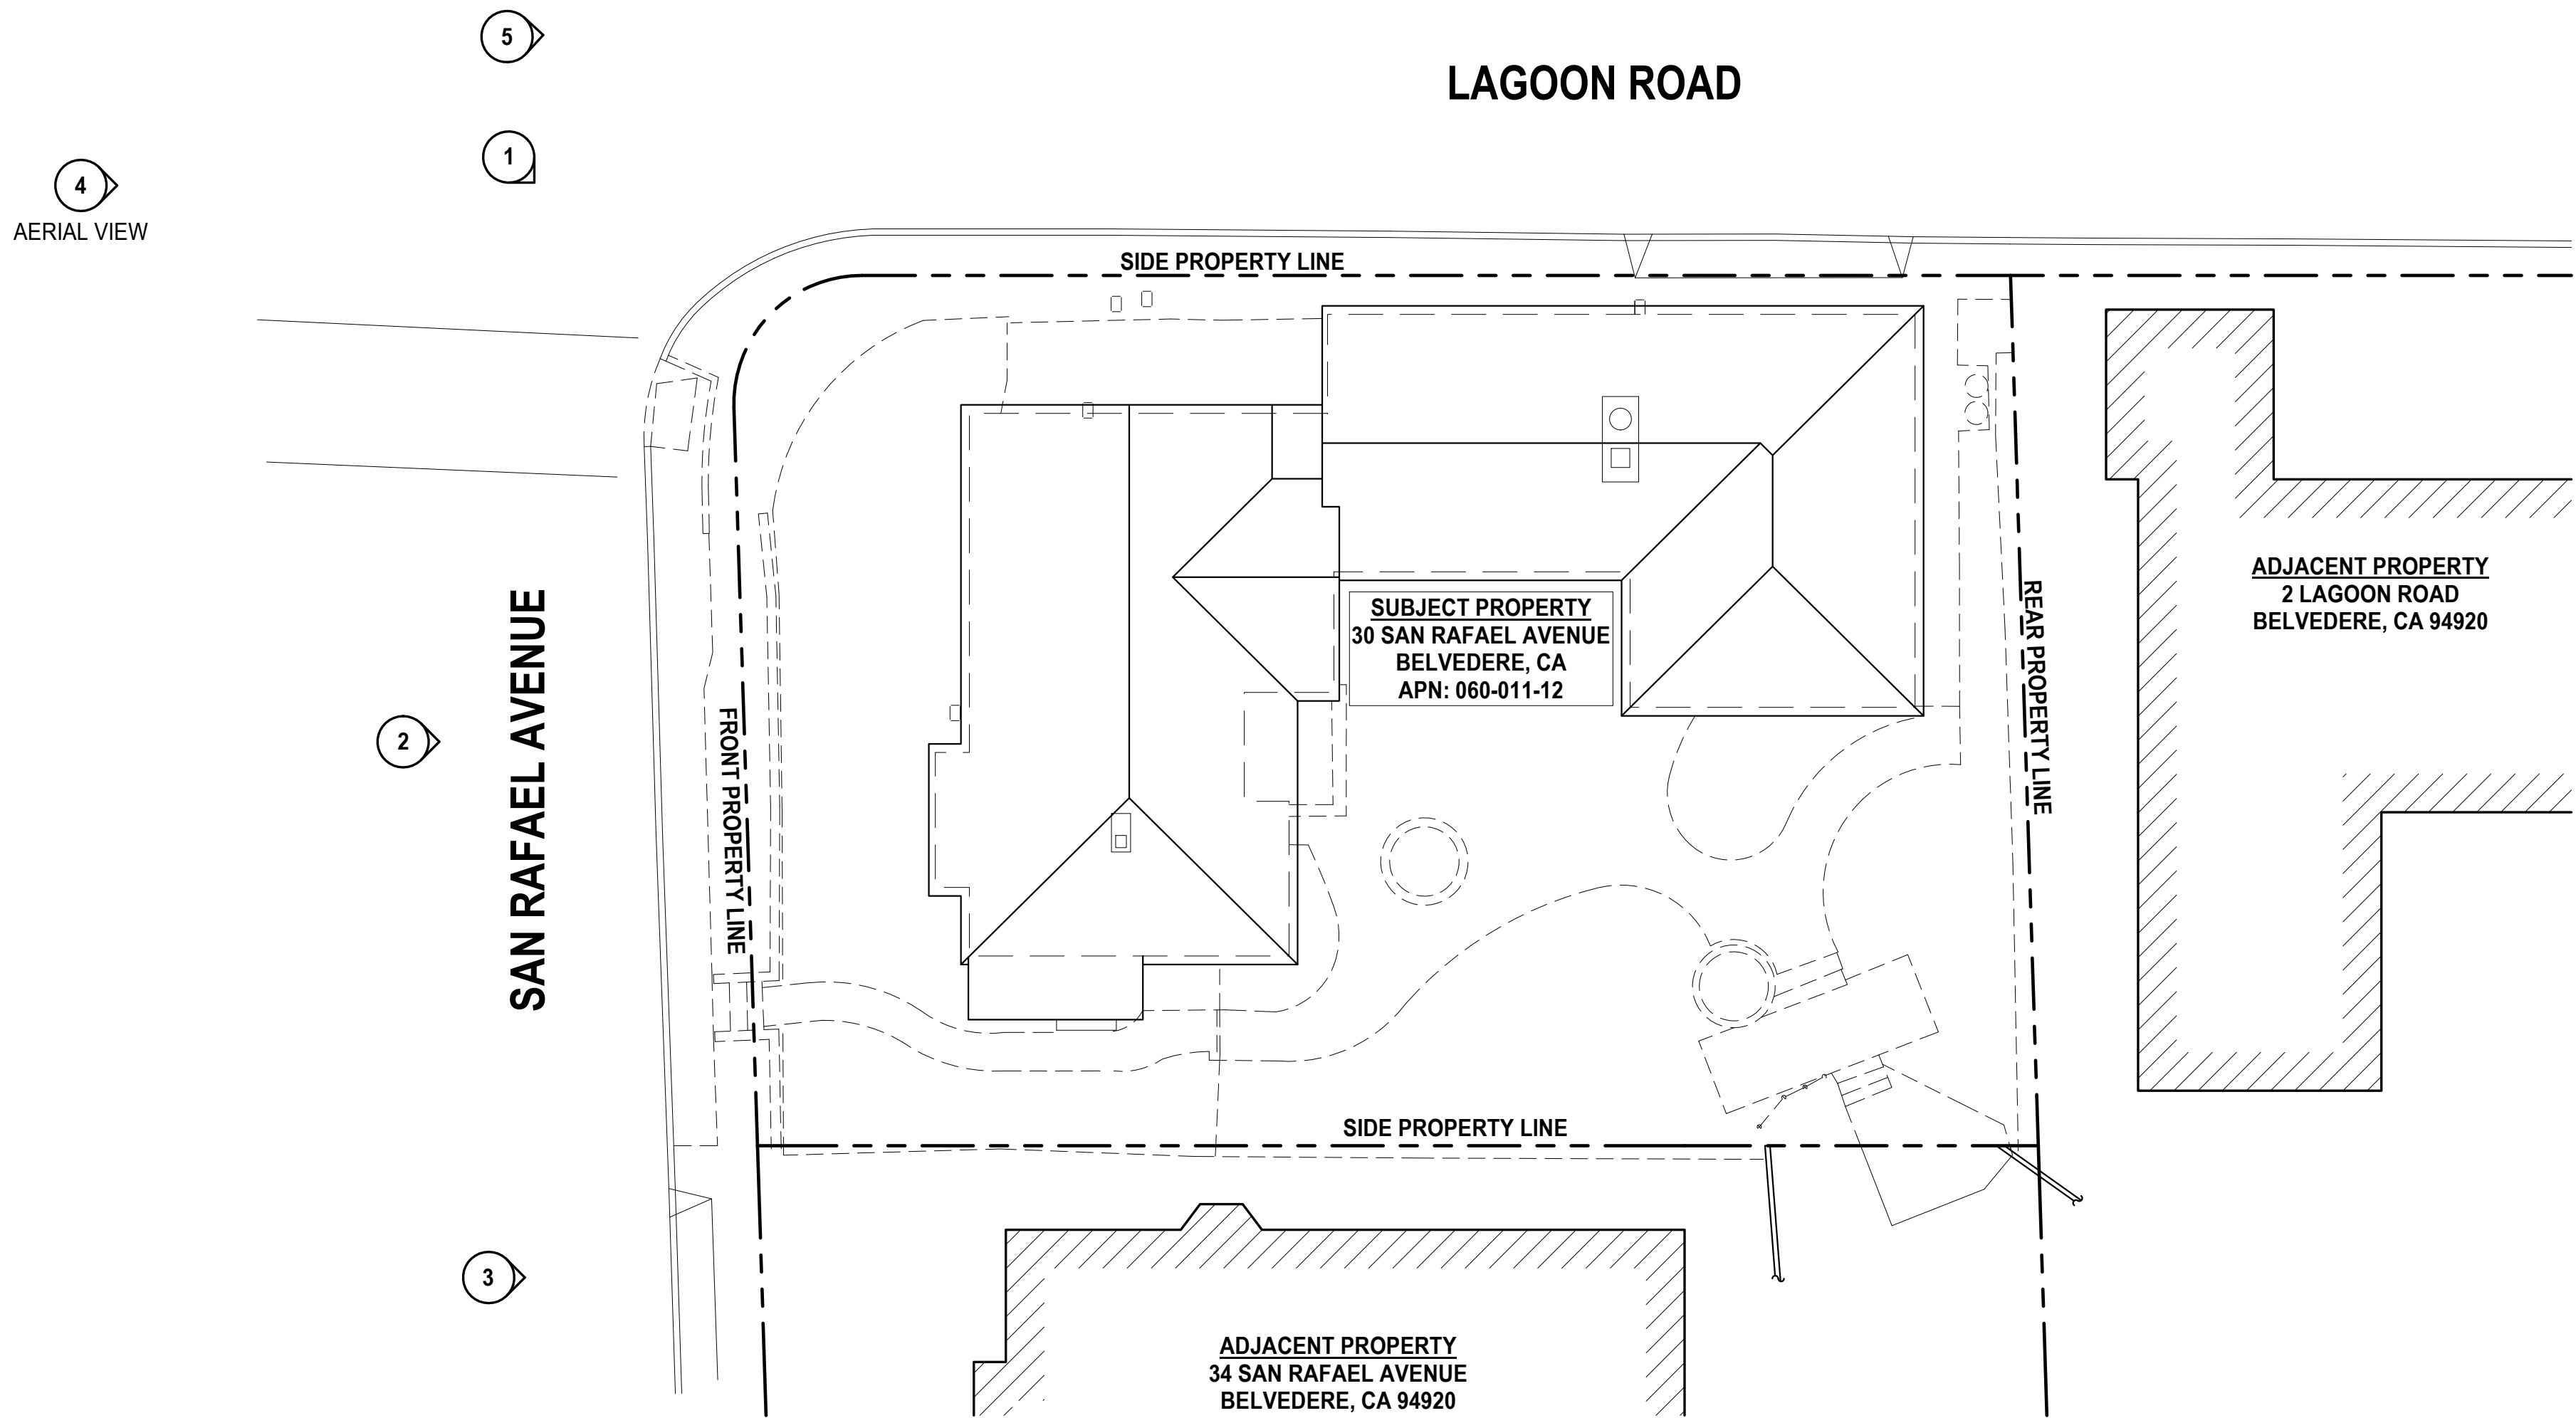 5
LAGOON ROAD
1
4
AERIAL VIEW
SIDE PROPERTY LINE
SUBJECT PROPERTY
30 SAN RAFAEL AVENUE
BELVEDERE, CA
APN: 060-011-12
ADJACENT PROPERTY
2 LAGOON ROAD
BELVEDERE, CA 94920
REAR PROPERTY LINE
SAN RAFAEL AVENUE
FRONT PROPERTY LINE
2
SIDE PROPERTY LINE
3
ADJACENT PROPERTY
34 SAN RAFAEL AVENUE
BELVEDERE, CA 94920